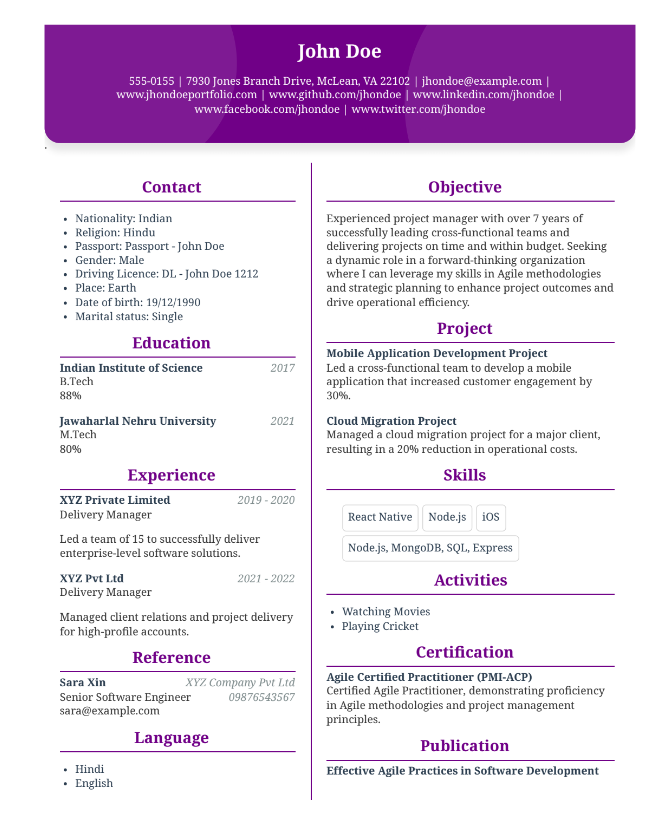 John Doe
555-0155 | 7930 Jones Branch Drive, McLean, VA 22102 | jhondoe@example.com |
www.jhondoeportfolio.com | www.github.com/jhondoe | www.linkedin.com/jhondoe |
www.facebook.com/jhondoe | www.twitter.com/jhondoe
.
Contact
• Nationality: Indian
• Religion: Hindu
• Passport: Passport - John Doe
• Gender: Male
• Driving Licence: DL - John Doe 1212
• Place: Earth
• Date of birth: 19/12/1990
• Marital status: Single
Education
Indian Institute of Science 2017
B.Tech
88%
Jawaharlal Nehru University 2021
M.Tech
80%
Experience
XYZ Private Limited 2019 - 2020
Delivery Manager
Led a team of 15 to successfully deliver
enterprise-level software solutions.
XYZ Pvt Ltd 2021 - 2022
Delivery Manager
Managed client relations and project delivery
for high-profile accounts.
Reference
Sara Xin XYZ Company Pvt Ltd
Senior Software Engineer 09876543567
sara@example.com
Language
• Hindi
• English
Objective
Experienced project manager with over 7 years of
successfully leading cross-functional teams and
delivering projects on time and within budget. Seeking
a dynamic role in a forward-thinking organization
where I can leverage my skills in Agile methodologies
and strategic planning to enhance project outcomes and
drive operational efficiency.
Project
Mobile Application Development Project
Led a cross-functional team to develop a mobile
application that increased customer engagement by
30%.
Cloud Migration Project
Managed a cloud migration project for a major client,
resulting in a 20% reduction in operational costs.
Skills
React Native Node.js iOS
Node.js, MongoDB, SQL, Express
Activities
• Watching Movies
• Playing Cricket
Certification
Agile Certified Practitioner (PMI-ACP)
Certified Agile Practitioner, demonstrating proficiency
in Agile methodologies and project management
principles.
Publication
Effective Agile Practices in Software Development